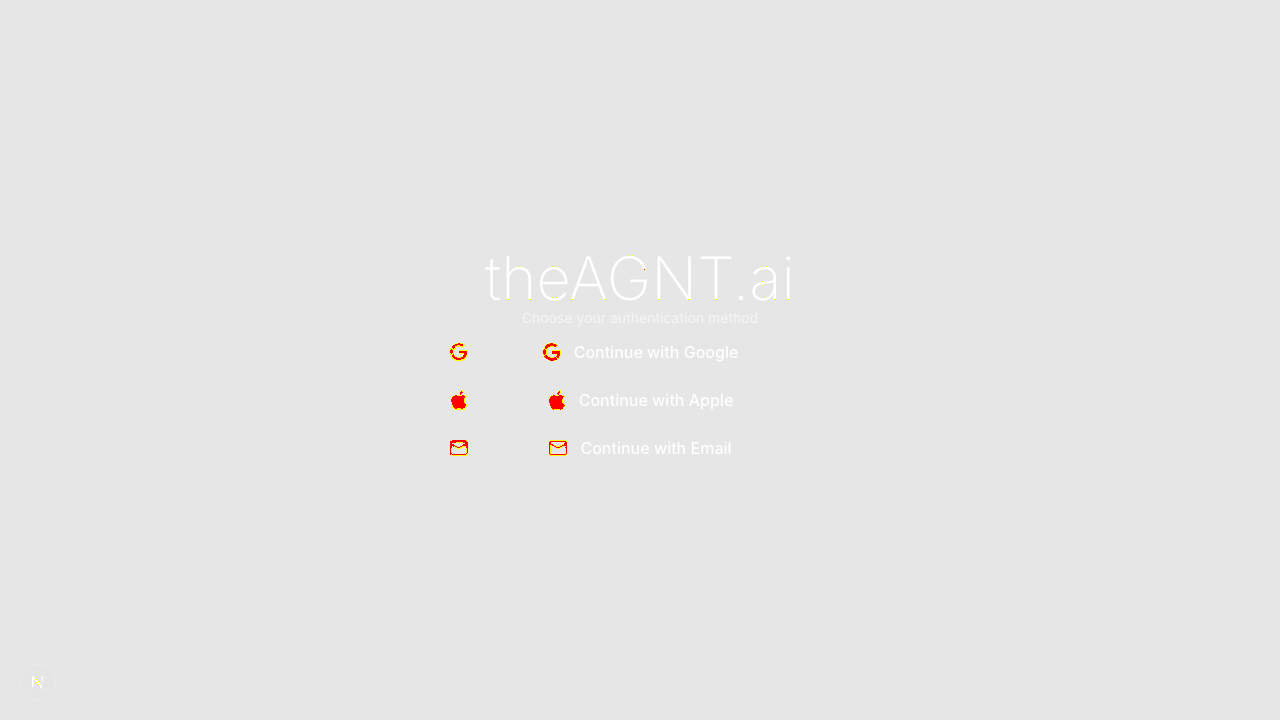 theAGNT.ai
Choose your authentication method
Continue with Google
Continue with Apple
Continue with Email
N